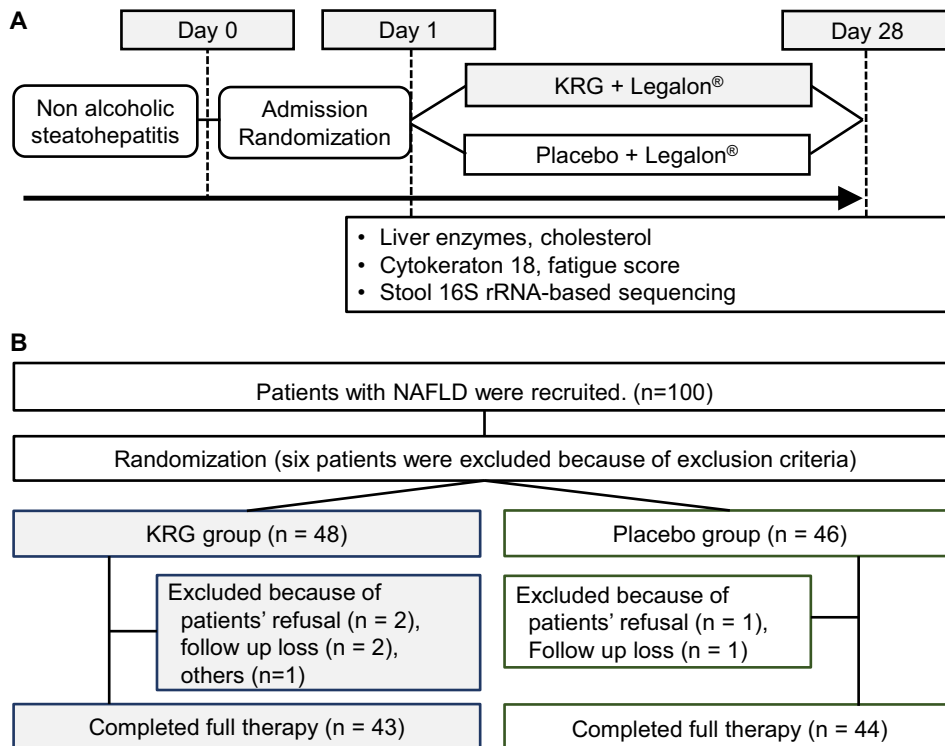 A
Day 0
Day 1
Day 28
Non alcoholic
steatohepatitis
Admission
Randomization
KRG + Legalon®
Placebo + Legalon®
• Liver enzymes, cholesterol
• Cytokeraton 18, fatigue score
• Stool 16S rRNA-based sequencing
B
Patients with NAFLD were recruited. (n=100)
Randomization (six patients were excluded because of exclusion criteria)
KRG group (n = 48)
Placebo group (n = 46)
Excluded because of
patients’ refusal (n = 2),
follow up loss (n = 2),
others (n=1)
Excluded because of
patients’ refusal (n = 1),
Follow up loss (n = 1)
Completed full therapy (n = 43)
Completed full therapy (n = 44)